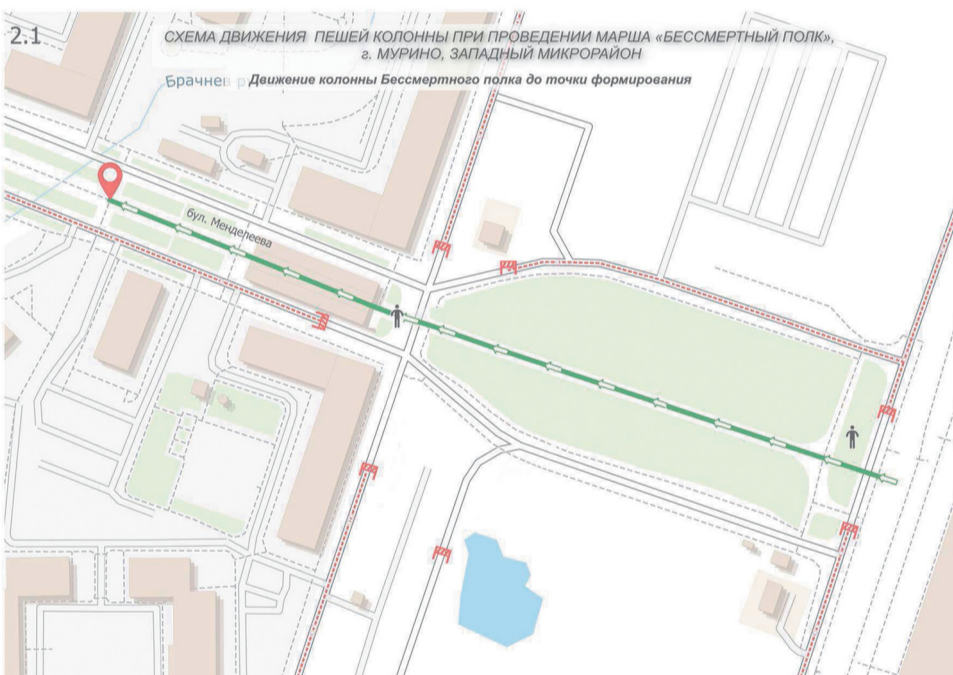 2.1
СХЕМА ДВИЖЕНИЯ ПЕШЕЙ КОЛОННЫ ПРИ ПРОВЕДЕНИИ МАРША «БЕССМЕРТНЫЙ ПОЛК»,
г. МУРИНО, ЗАПАДНЫЙ МИКРОРАЙОН
Движение колонны Бессмертного полка до точки формирования
Брачнев р
бул. Менделеева